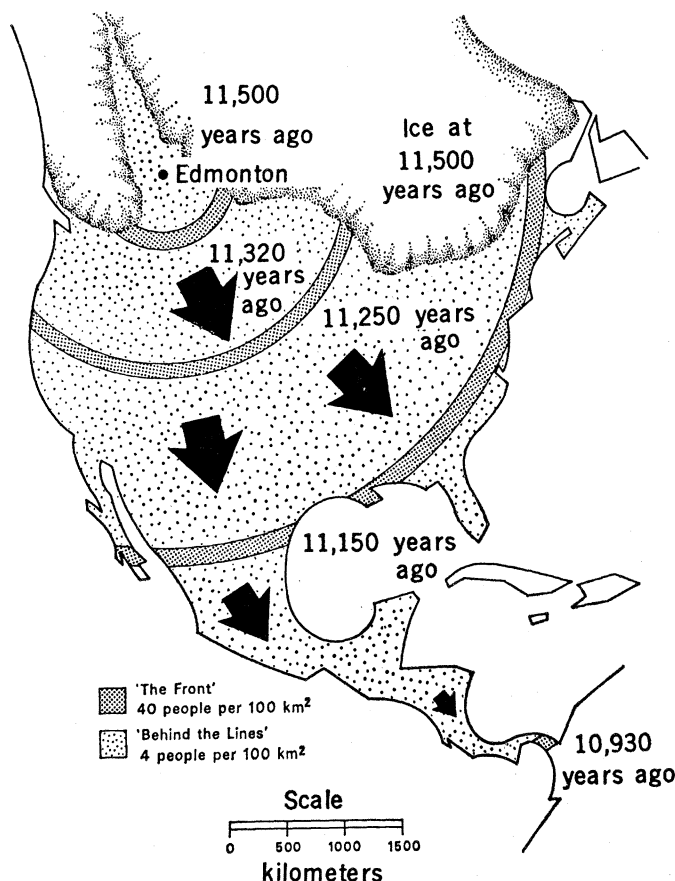 11,500
years ago
Ice at
11,500
years ago
Edmonton
11,320
years
ago
11,250 years
ago
11,150 years
ago
'The Front'
40 people per 100 km²
'Behind the Lines'
4 people per 100 km²
10,930
years ago
Scale
0 500 1000 1500
kilometers